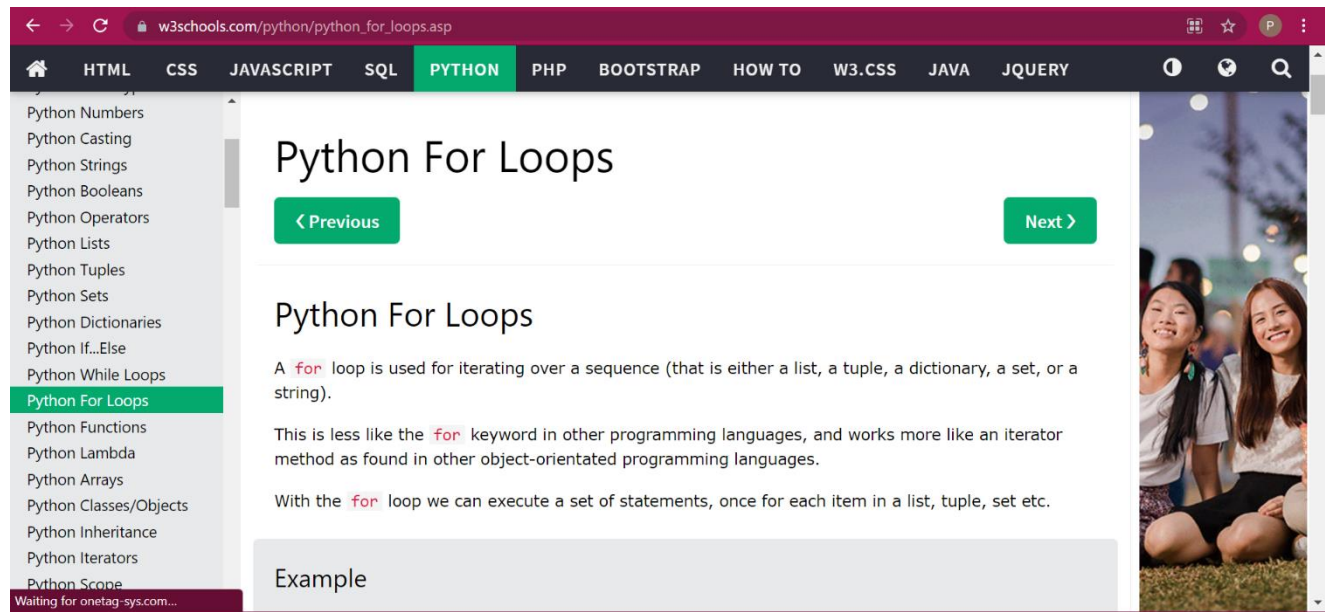 w3schools.com/python/python_for_loops.asp
P
HTML CSS JAVASCRIPT SQL PYTHON PHP BOOTSTRAP HOW TO W3.CSS JAVA JQUERY
Python Numbers
Python Casting
Python Strings
Python Booleans
Python Operators
Python Lists
Python Tuples
Python Sets
Python Dictionaries
Python If...Else
Python While Loops
Python For Loops
Python Functions
Python Lambda
Python Arrays
Python Classes/Objects
Python Inheritance
Python Iterators
Python Scope
Waiting for onetag-sys.com...
Python For Loops
❮ Previous
Next ❯
Python For Loops
A for loop is used for iterating over a sequence (that is either a list, a tuple, a dictionary, a set, or a
string).
This is less like the for keyword in other programming languages, and works more like an iterator
method as found in other object-orientated programming languages.
With the for loop we can execute a set of statements, once for each item in a list, tuple, set etc.
Example